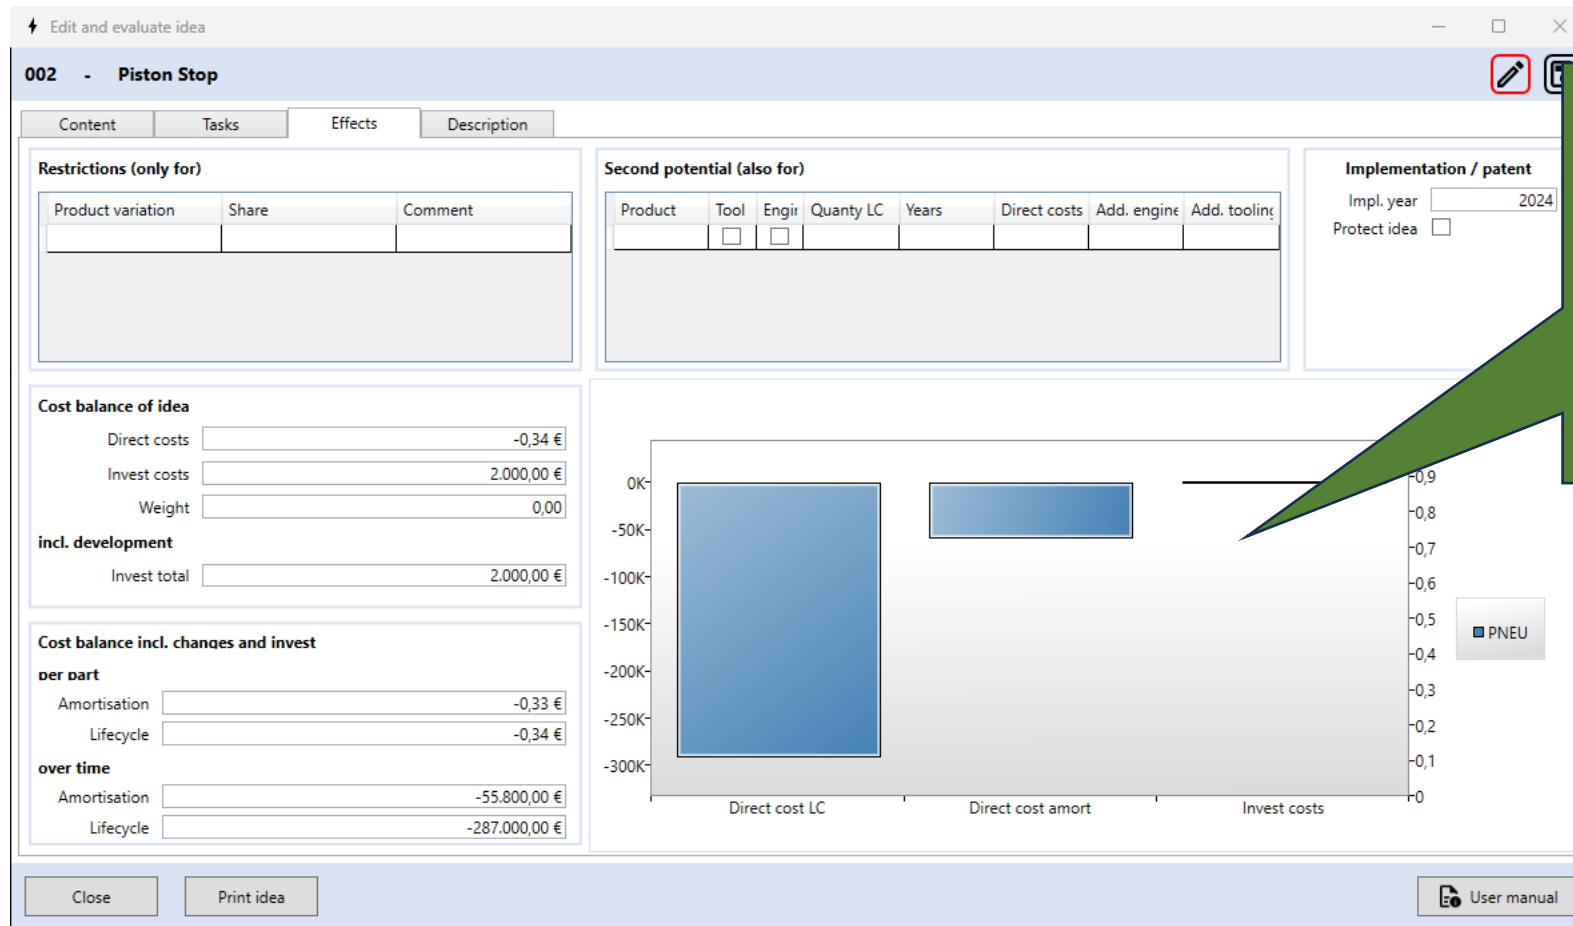 Edit and evaluate idea
002 - Piston Stop
Content Tasks Effects Description
Restrictions (only for)
Product variation Share Comment
Second potential (also for)
Product Tool Engir Quanty LC Years Direct costs Add. engine Add. tooling
Implementation / patent
Impl. year 2024
Protect idea
Cost balance of idea
Direct costs -0,34 €
Invest costs 2.000,00 €
Weight 0,00
incl. development
Invest total 2.000,00 €
Cost balance incl. changes and invest
per part
Amortisation -0,33 €
Lifecycle -0,34 €
over time
Amortisation -55.800,00 €
Lifecycle -287.000,00 €
0K
-50K
-100K
-150K
-200K
-250K
-300K
Direct cost LC Direct cost amort Invest costs
0,9
0,8
0,7
0,6
0,5
0,4
0,3
0,2
0,1
0
PNEU
Close Print idea User manual